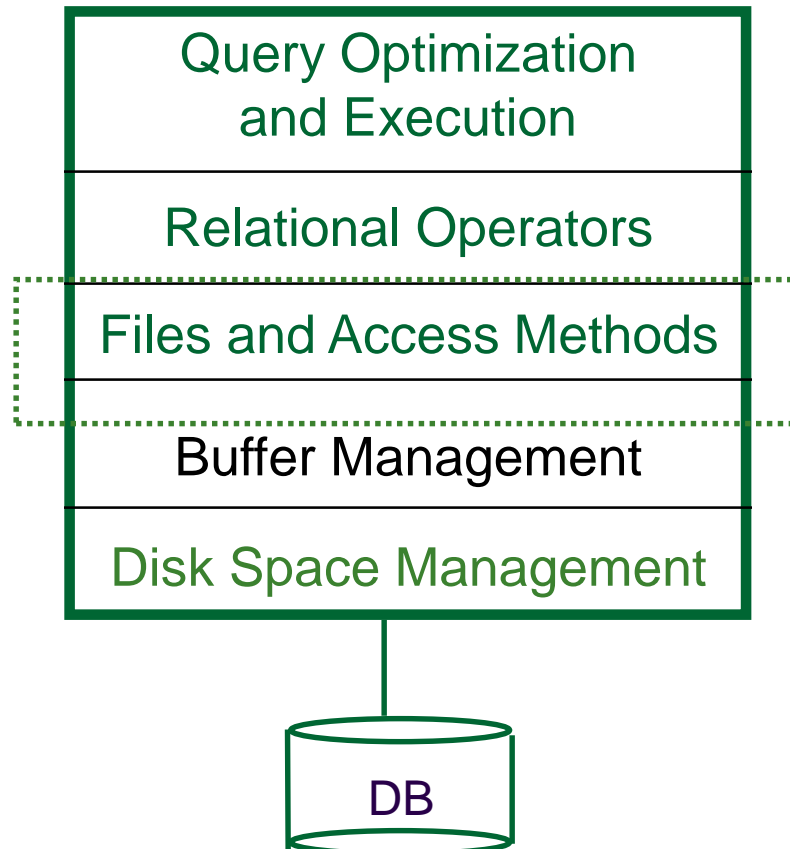 Query Optimization
and Execution
Relational Operators
Files and Access Methods
Buffer Management
Disk Space Management
DB